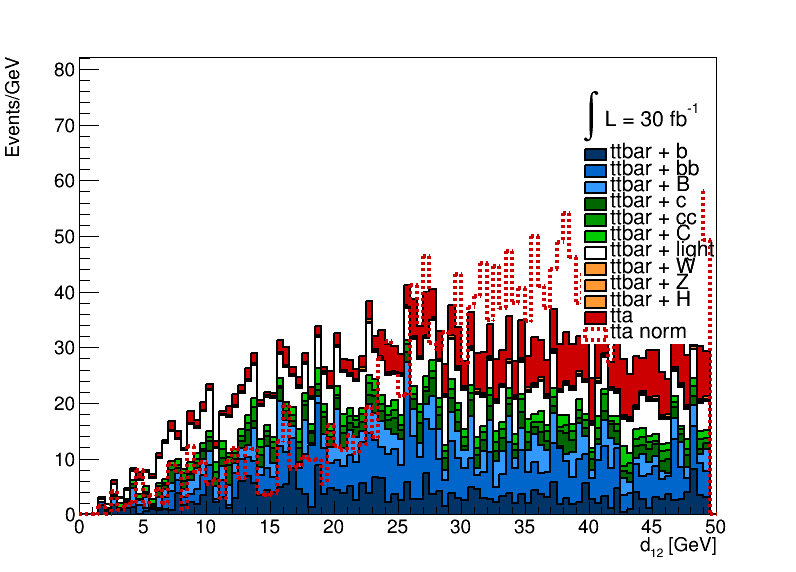 Events/GeV
80
70
60
50
40
30
20
10
0
∫ L = 30 fb⁻¹
ttbar + b
ttbar + bb
ttbar + B
ttbar + c
ttbar + cc
ttbar + C
ttbar + light
ttbar + W
ttbar + Z
ttbar + H
tta
tta norm
0 5 10 15 20 25 30 35 40 45 50
d₁₂ [GeV]